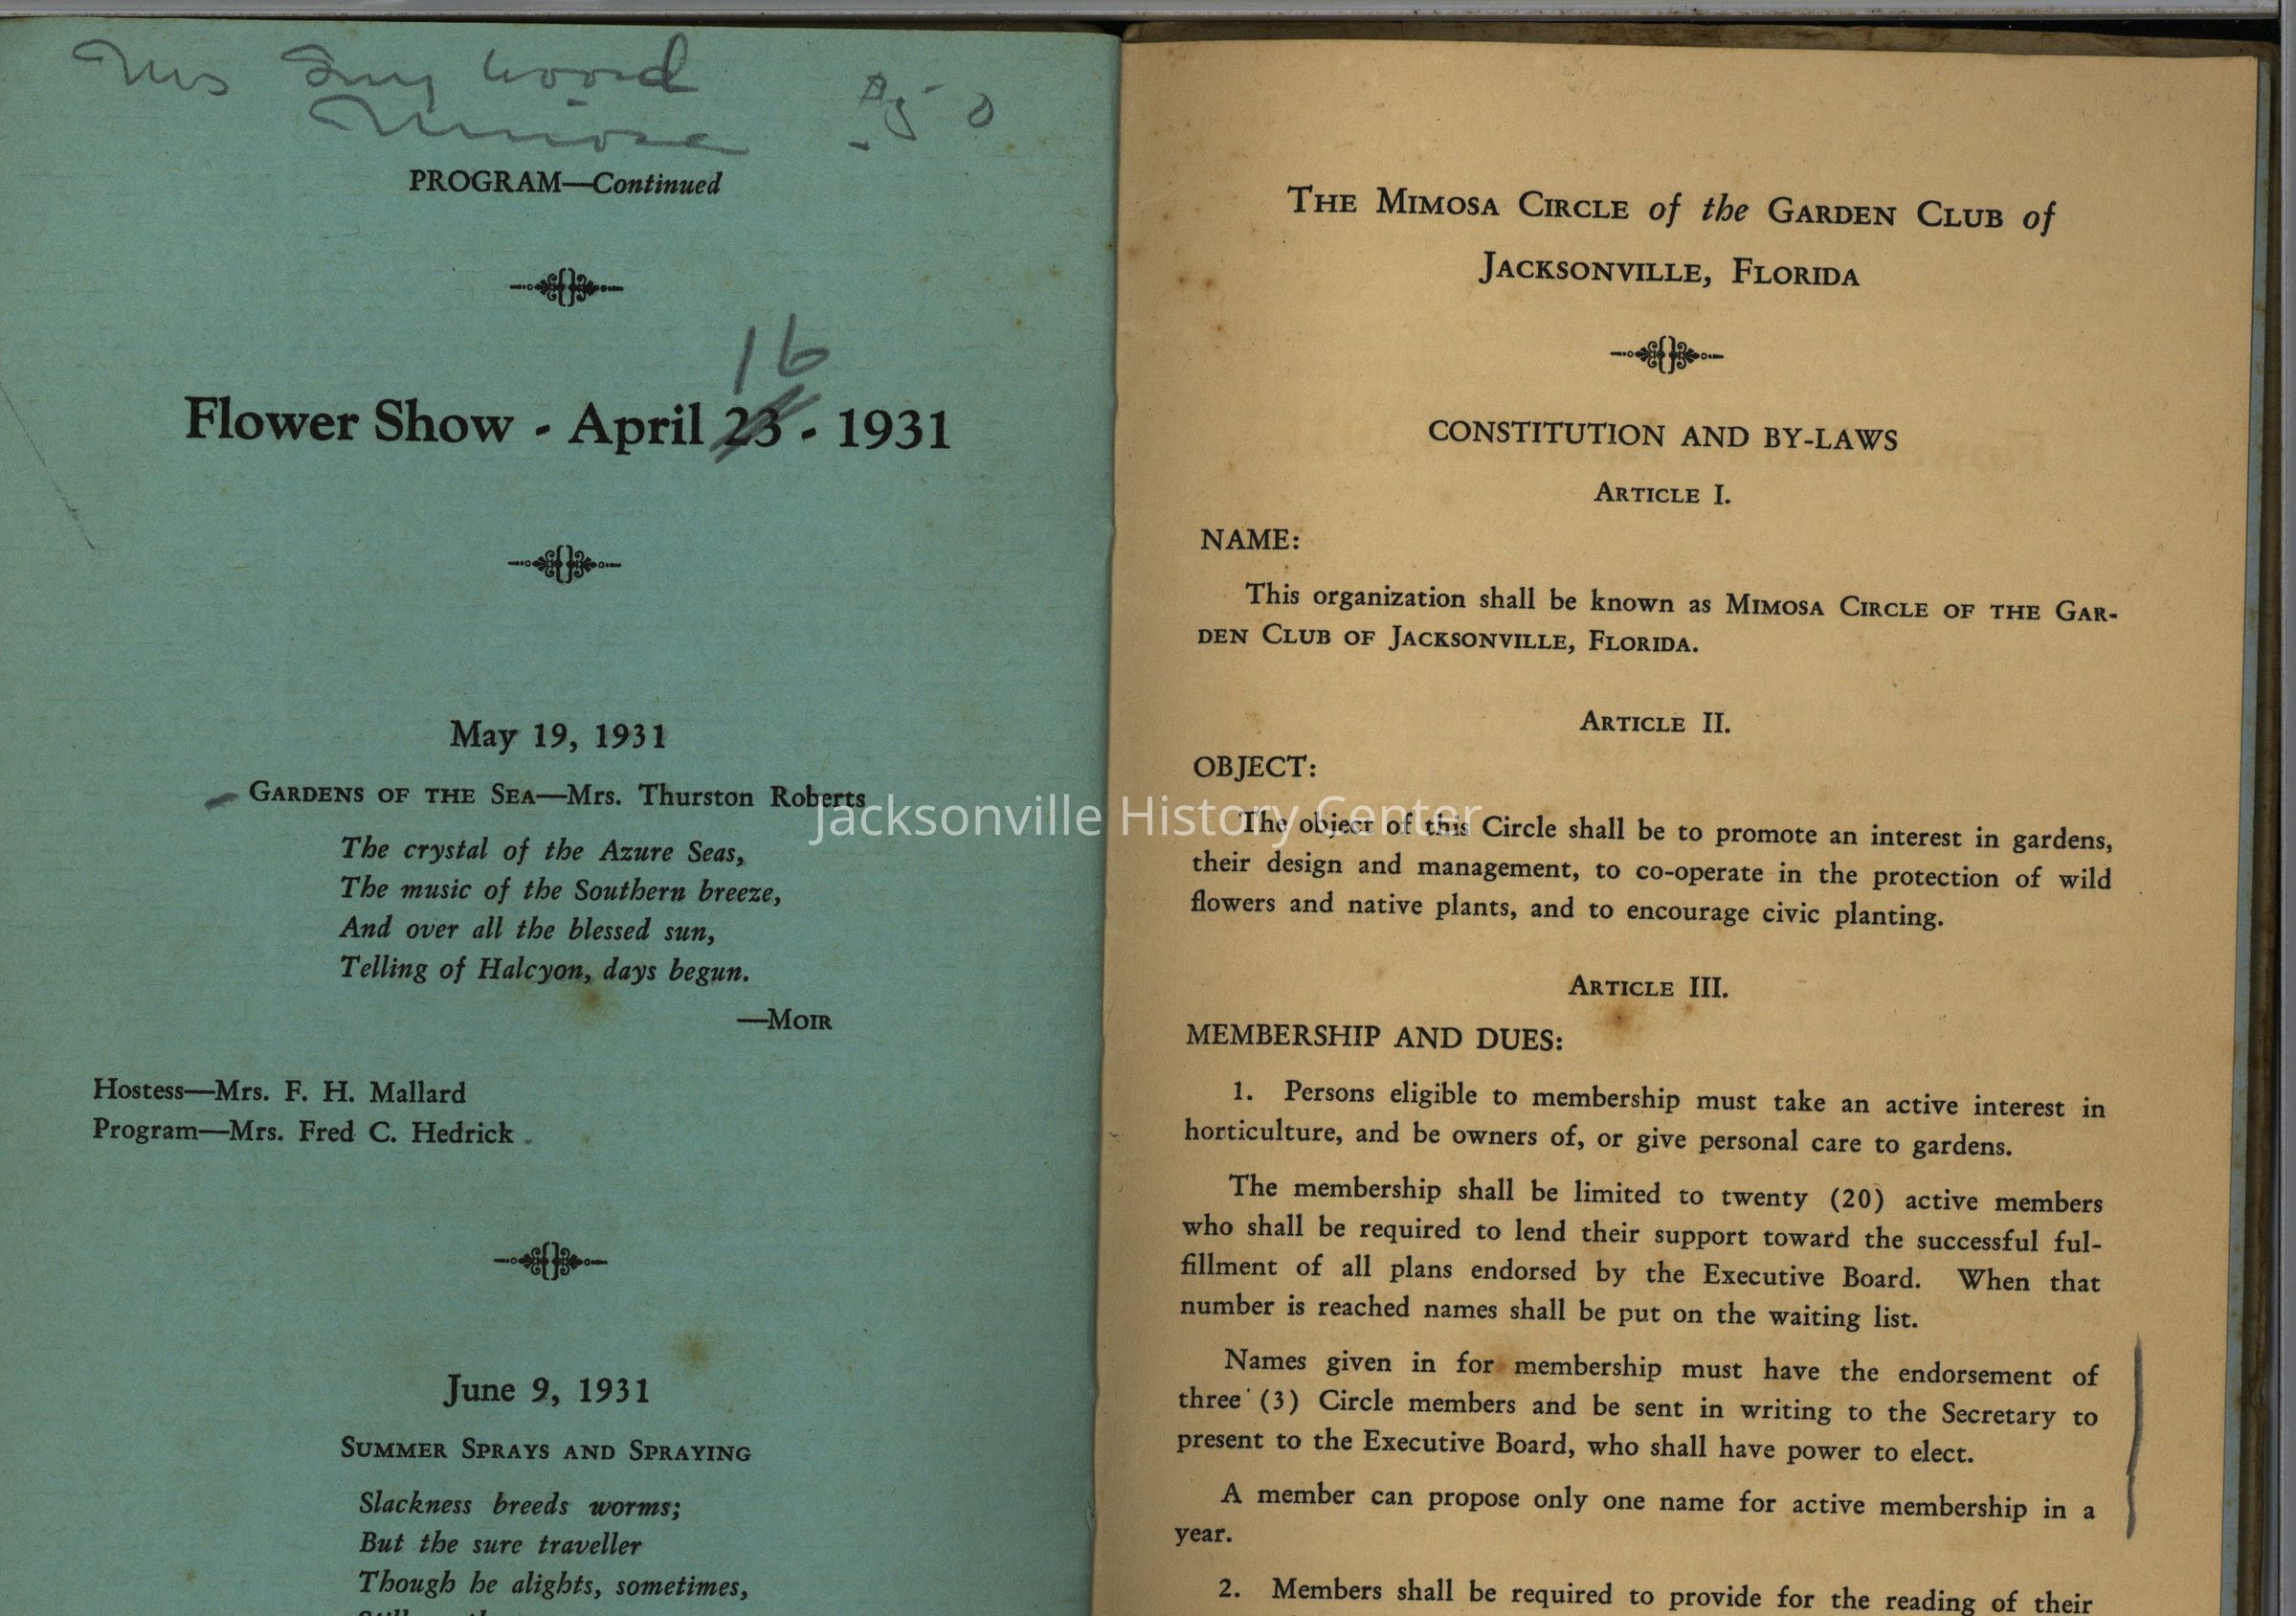 Mrs Guy Wood
Mimosa
PROGRAM—Continued
16
Flower Show - April 23 - 1931
May 19, 1931
GARDENS OF THE SEA—Mrs. Thurston Roberts
The crystal of the Azure Seas,
The music of the Southern breeze,
And over all the blessed sun,
Telling of Halcyon, days begun.
—MOIR
Hostess—Mrs. F. H. Mallard
Program—Mrs. Fred C. Hedrick
June 9, 1931
SUMMER SPRAYS AND SPRAYING
Slackness breeds worms;
But the sure traveller
Though he alights, sometimes,
THE MIMOSA CIRCLE of the GARDEN CLUB of
JACKSONVILLE, FLORIDA
CONSTITUTION AND BY-LAWS
ARTICLE I.
NAME:
This organization shall be known as MIMOSA CIRCLE OF THE GAR-
DEN CLUB OF JACKSONVILLE, FLORIDA.
ARTICLE II.
OBJECT:
The object of this Circle shall be to promote an interest in gardens,
their design and management, to co-operate in the protection of wild
flowers and native plants, and to encourage civic planting.
ARTICLE III.
MEMBERSHIP AND DUES:
1. Persons eligible to membership must take an active interest in
horticulture, and be owners of, or give personal care to gardens.
The membership shall be limited to twenty (20) active members
who shall be required to lend their support toward the successful ful-
fillment of all plans endorsed by the Executive Board. When that
number is reached names shall be put on the waiting list.
Names given in for membership must have the endorsement of
three (3) Circle members and be sent in writing to the Secretary to
present to the Executive Board, who shall have power to elect.
A member can propose only one name for active membership in a
year.
2. Members shall be required to provide for the reading of their
Jacksonville History Center